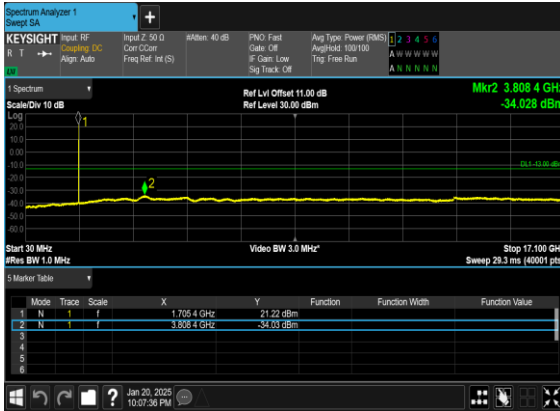 Spectrum Analyzer 1
Swept SA
KEYSIGHT
R T
Input: RF
Coupling: DC
Align: Auto
Input Z: 50 Ω
Corr CCorr
Freq Ref: Int (S)
#Atten: 40 dB
PNO: Fast
Gate: Off
IF Gain: Low
Sig Track: Off
Avg Type: Power (RMS)
Avg|Hold: 100/100
Trig: Free Run
1 2 3 4 5 6
A W W W W W
A N N N N N
1 Spectrum
Scale/Div 10 dB
Ref Lvl Offset 11.00 dB
Ref Level 30.00 dBm
Mkr2 3.808 4 GHz
-34.028 dBm
Log
20.0
10.0
0.00
-10.0
-20.0
-30.0
-40.0
-50.0
-60.0
1
2
DL1 -13.00 dBm
Start 30 MHz
#Res BW 1.0 MHz
Video BW 3.0 MHz*
Stop 17.100 GHz
Sweep 29.3 ms (40001 pts)
5 Marker Table
Mode Trace Scale X Y Function Function Width Function Value
1 N 1 f 1.705 4 GHz 21.22 dBm
2 N 1 f 3.808 4 GHz -34.03 dBm
3
4
5
6
Jan 20, 2025
10:07:36 PM